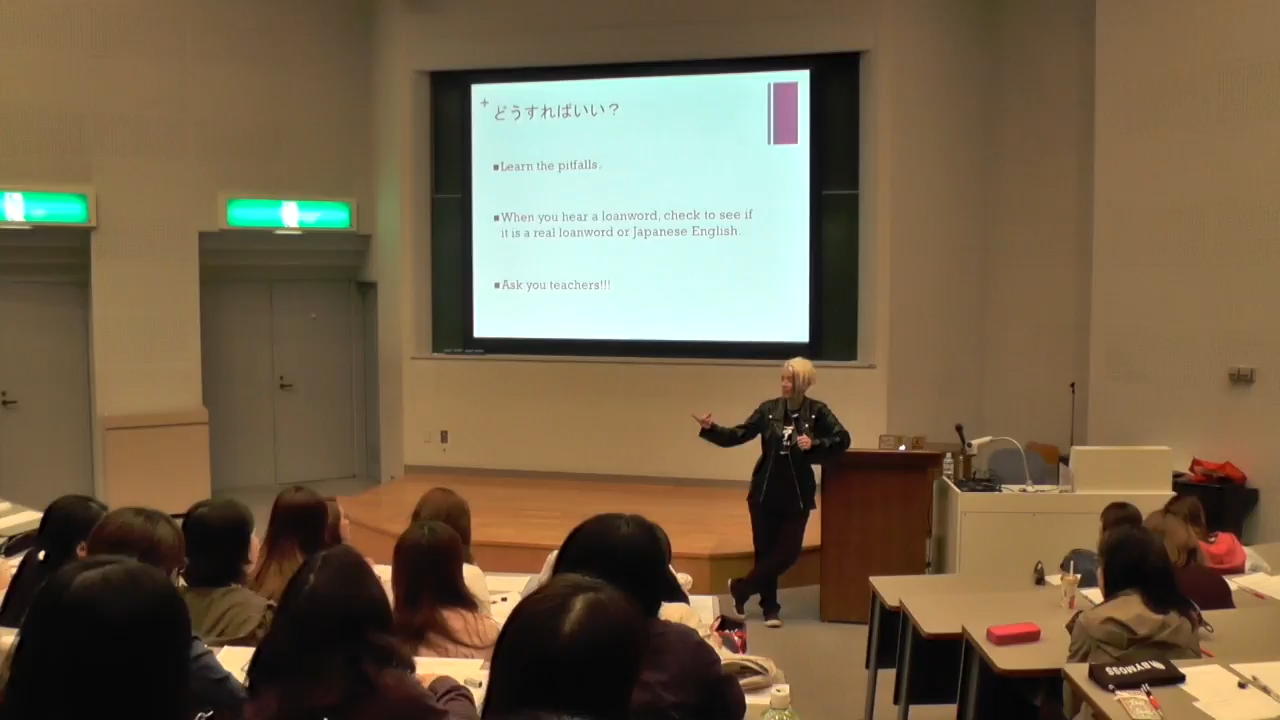 + どうすればいい？
■Learn the pitfalls.
■When you hear a loanword, check to see if
it is a real loanword or Japanese English.
■Ask you teachers!!!